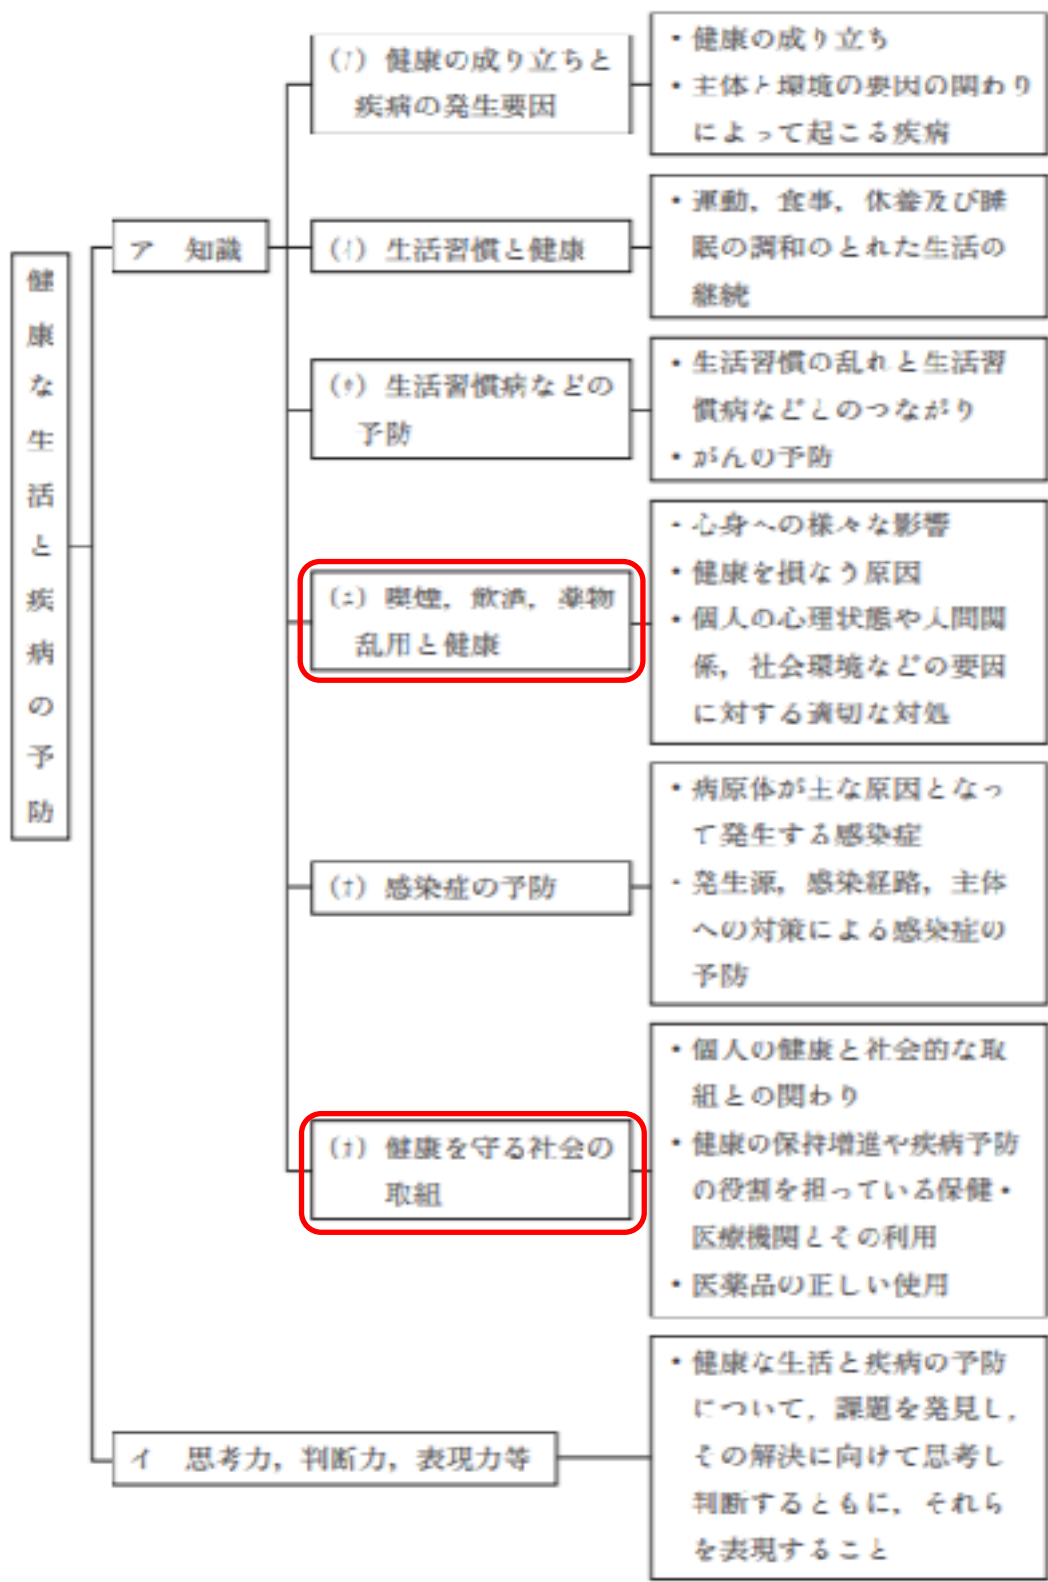 健康な生活と疾病の予防
ア 知識
(ｱ) 健康の成り立ちと
疾病の発生要因
・健康の成り立ち
・主体と環境の要因の関わり
によって起こる疾病
(ｲ) 生活習慣と健康
・運動，食事，休養及び睡
眠の調和のとれた生活の
継続
(ｳ) 生活習慣病などの
予防
・生活習慣の乱れと生活習
慣病などとのつながり
・がんの予防
(ｴ) 喫煙，飲酒，薬物
乱用と健康
・心身への様々な影響
・健康を損なう原因
・個人の心理状態や人間関
係，社会環境などの要因
に対する適切な対処
(ｵ) 感染症の予防
・病原体が主な原因となっ
て発生する感染症
・発生源，感染経路，主体
への対策による感染症の
予防
(ｶ) 健康を守る社会の
取組
・個人の健康と社会的な取
組との関わり
・健康の保持増進や疾病予防
の役割を担っている保健・
医療機関とその利用
・医薬品の正しい使用
イ 思考力，判断力，表現力等
・健康な生活と疾病の予防
について，課題を発見し，
その解決に向けて思考し
判断するともに，それら
を表現すること